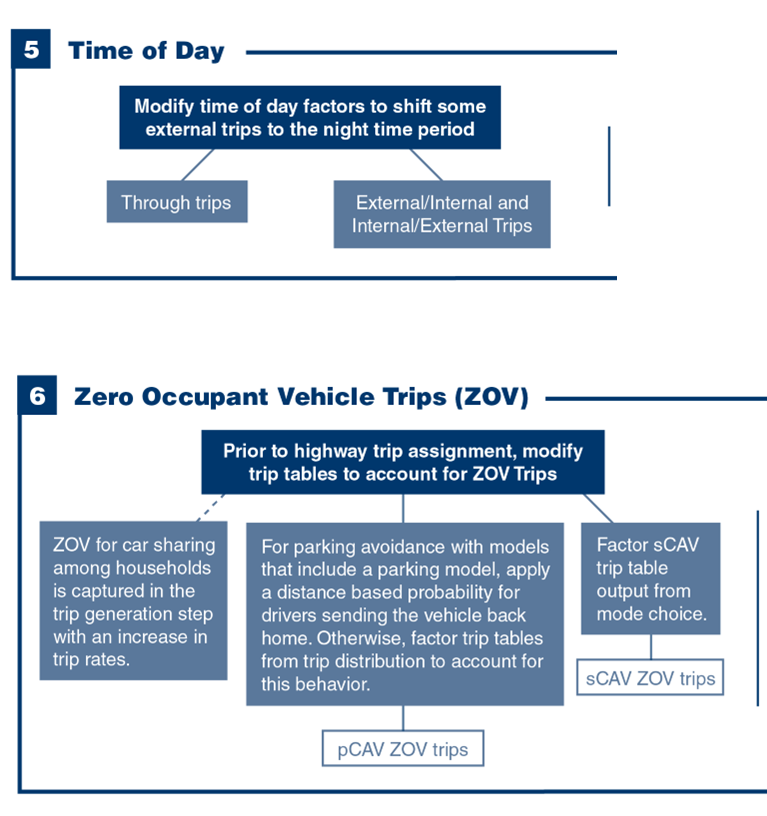 5 Time of Day
Modify time of day factors to shift some
external trips to the night time period
Through trips
External/Internal and
Internal/External Trips
6 Zero Occupant Vehicle Trips (ZOV)
Prior to highway trip assignment, modify
trip tables to account for ZOV Trips
ZOV for car sharing
among households
is captured in the
trip generation step
with an increase in
trip rates.
For parking avoidance with models
that include a parking model, apply
a distance based probability for
drivers sending the vehicle back
home. Otherwise, factor trip tables
from trip distribution to account for
this behavior.
Factor sCAV
trip table
output from
mode choice.
sCAV ZOV trips
pCAV ZOV trips